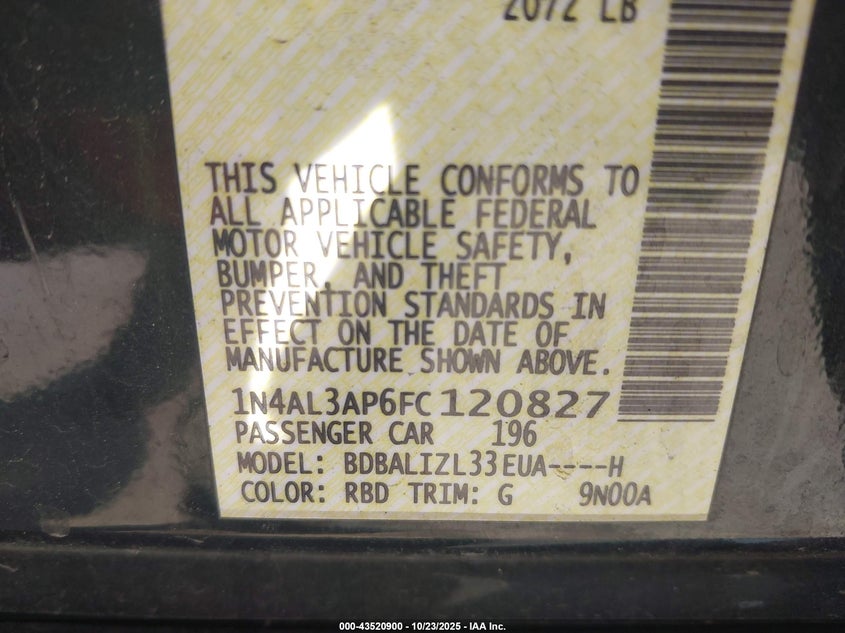 2072 LB
THIS VEHICLE CONFORMS TO
ALL APPLICABLE FEDERAL
MOTOR VEHICLE SAFETY,
BUMPER, AND THEFT
PREVENTION STANDARDS IN
EFFECT ON THE DATE OF
MANUFACTURE SHOWN ABOVE.
1N4AL3AP6FC120827
PASSENGER CAR 196
MODEL: BDBALIZL33EUA----H
COLOR: RBD TRIM: G 9N00A
000-43520900 - 10/23/2025 - IAA Inc.